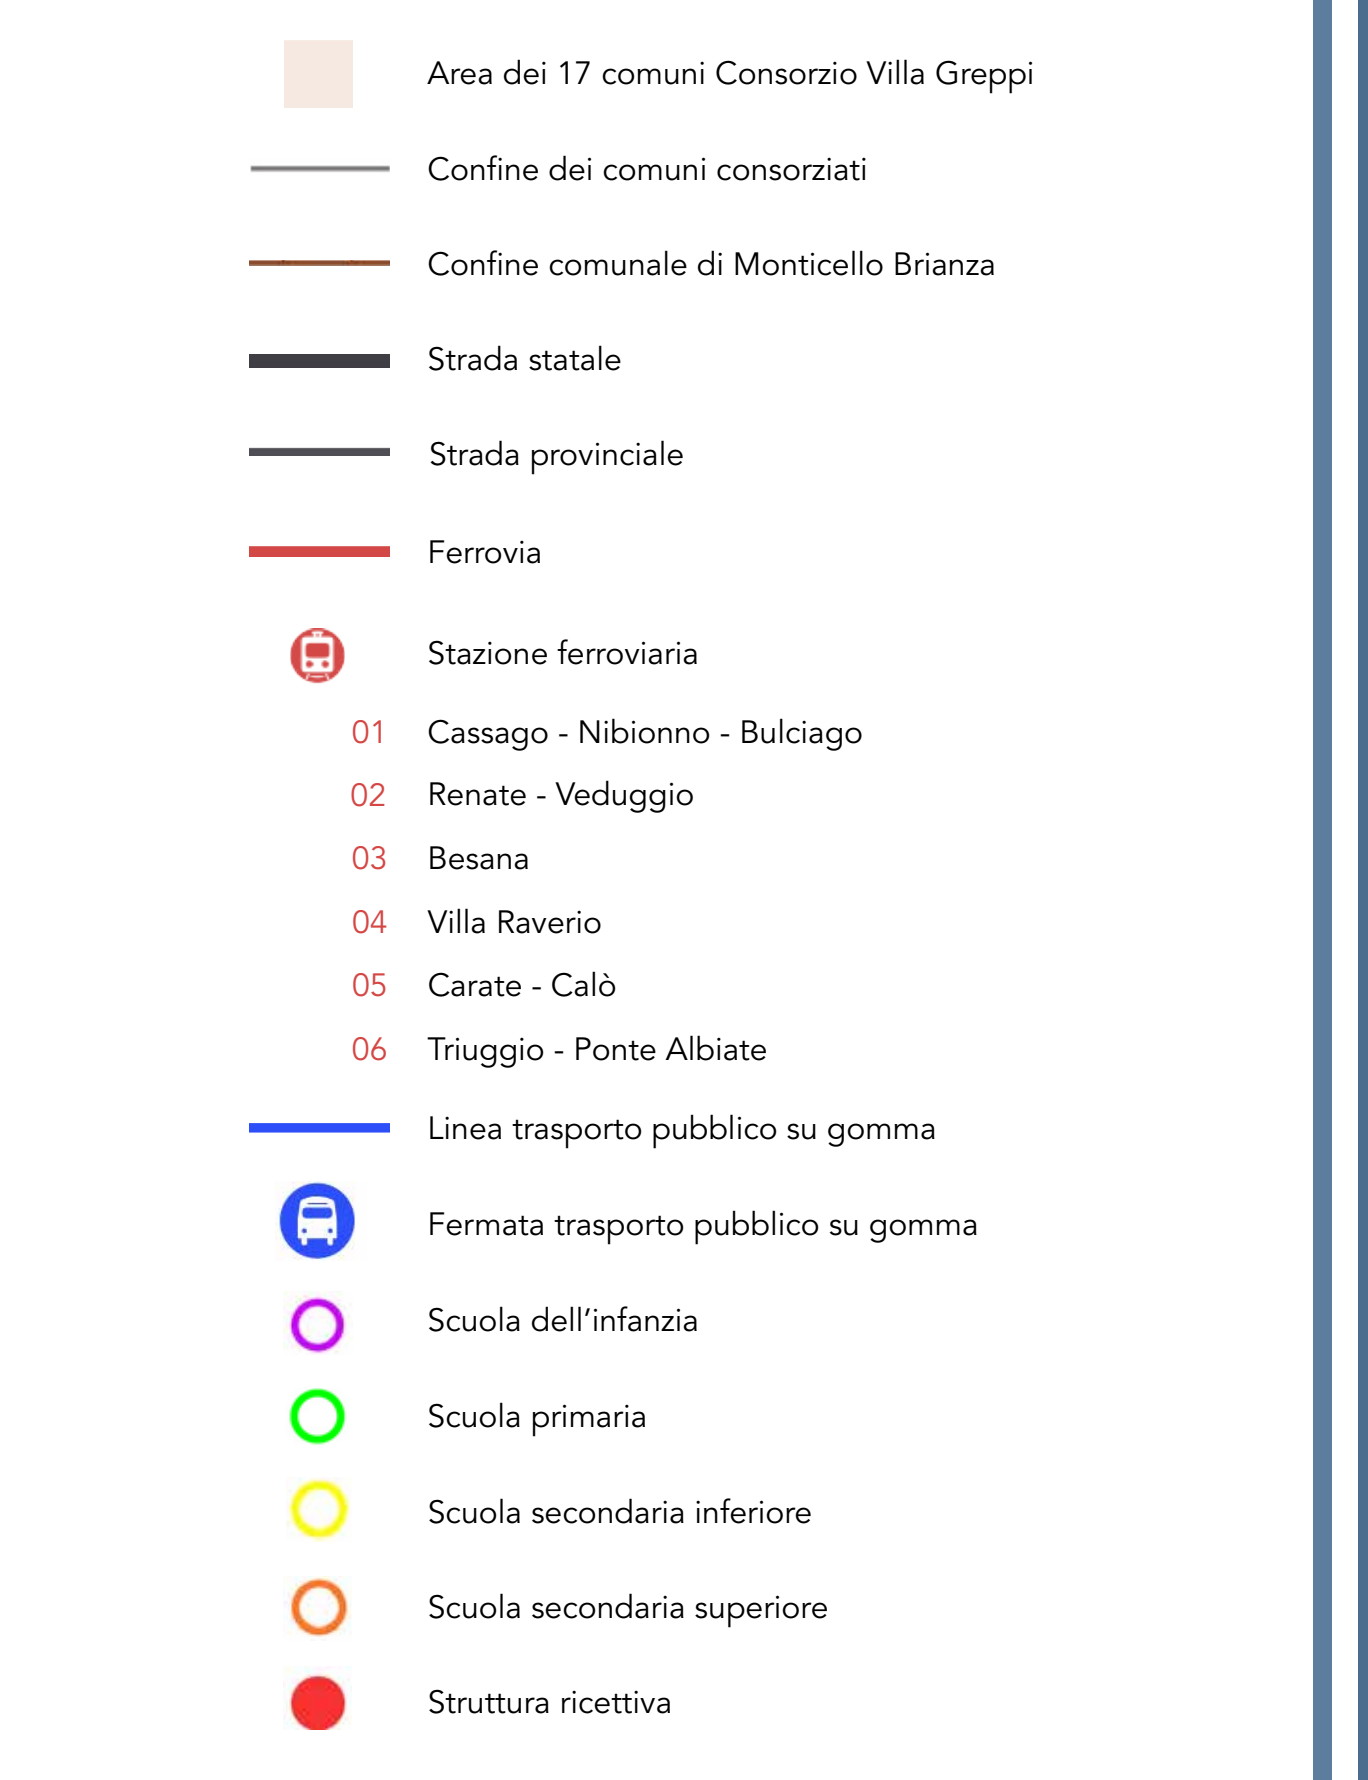 Area dei 17 comuni Consorzio Villa Greppi
Confine dei comuni consorziati
Confine comunale di Monticello Brianza
Strada statale
Strada provinciale
Ferrovia
Stazione ferroviaria
01 Cassago - Nibionno - Bulciago
02 Renate - Veduggio
03 Besana
04 Villa Raverio
05 Carate - Calò
06 Triuggio - Ponte Albiate
Linea trasporto pubblico su gomma
Fermata trasporto pubblico su gomma
Scuola dell’infanzia
Scuola primaria
Scuola secondaria inferiore
Scuola secondaria superiore
Struttura ricettiva